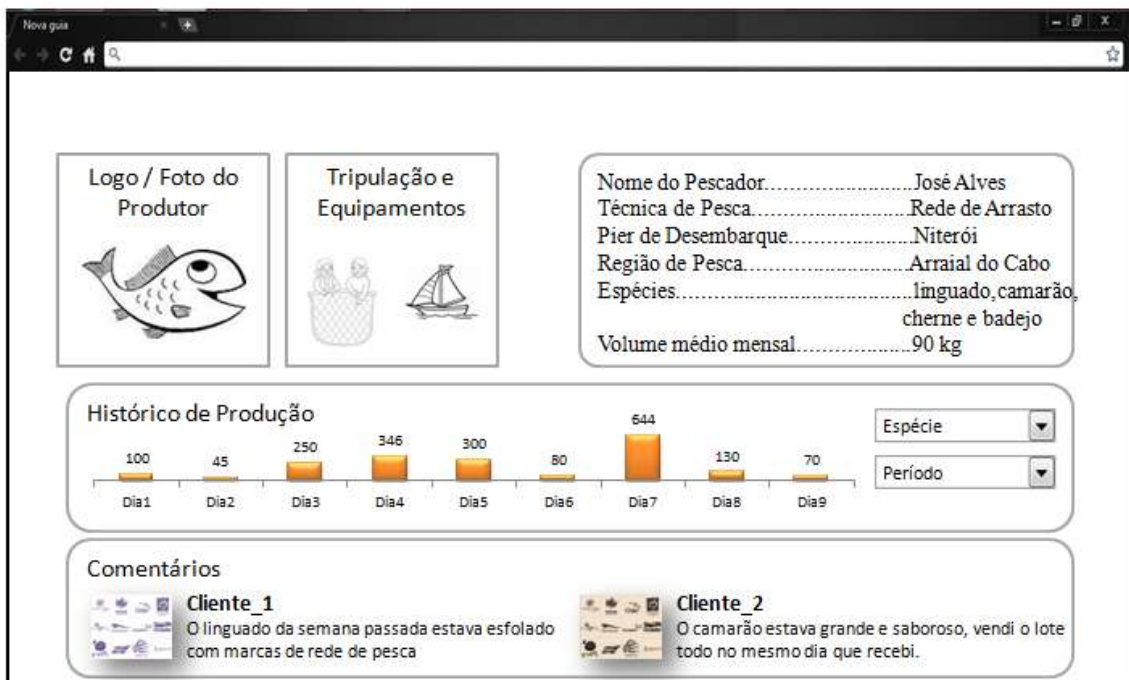 Nova guia
Logo / Foto do
Produtor
Tripulação e
Equipamentos
Nome do Pescador..........................José Alves
Técnica de Pesca............................Rede de Arrasto
Pier de Desembarque......................Niterói
Região de Pesca.............................Arraial do Cabo
Espécies.........................................linguado,camarão,
cherne e badejo
Volume médio mensal....................90 kg
Histórico de Produção
100 45 250 346 300 80 644 130 70
Dia1 Dia2 Dia3 Dia4 Dia5 Dia6 Dia7 Dia8 Dia9
Espécie
Período
Comentários
Cliente_1
O linguado da semana passada estava esfolado
com marcas de rede de pesca
Cliente_2
O camarão estava grande e saboroso, vendi o lote
todo no mesmo dia que recebi.